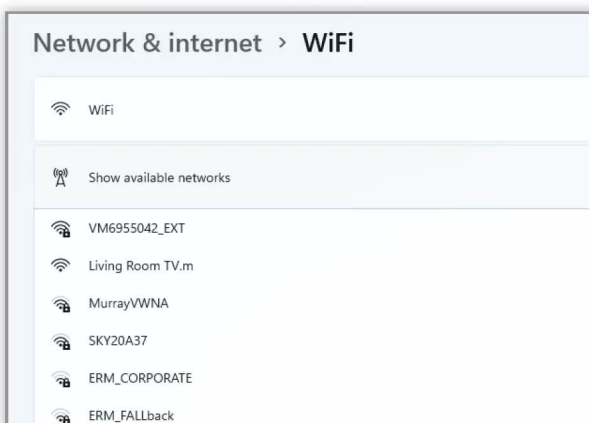 Network & internet > WiFi
WiFi
Show available networks
VM6955042_EXT
Living Room TV.m
MurrayVWNA
SKY20A37
ERM_CORPORATE
ERM_FALLback